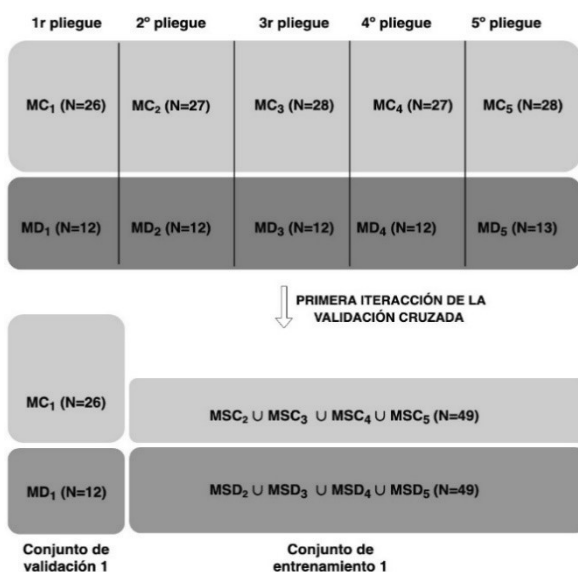 1r pliegue 2º pliegue 3r pliegue 4º pliegue 5º pliegue
MC₁ (N=26) MC₂ (N=27) MC₃ (N=28) MC₄ (N=27) MC₅ (N=28)
MD₁ (N=12) MD₂ (N=12) MD₃ (N=12) MD₄ (N=12) MD₅ (N=13)
PRIMERA ITERACCIÓN DE LA
VALIDACIÓN CRUZADA
MC₁ (N=26)
MSC₂ ∪ MSC₃ ∪ MSC₄ ∪ MSC₅ (N=49)
MD₁ (N=12)
MSD₂ ∪ MSD₃ ∪ MSD₄ ∪ MSD₅ (N=49)
Conjunto de
validación 1
Conjunto de
entrenamiento 1